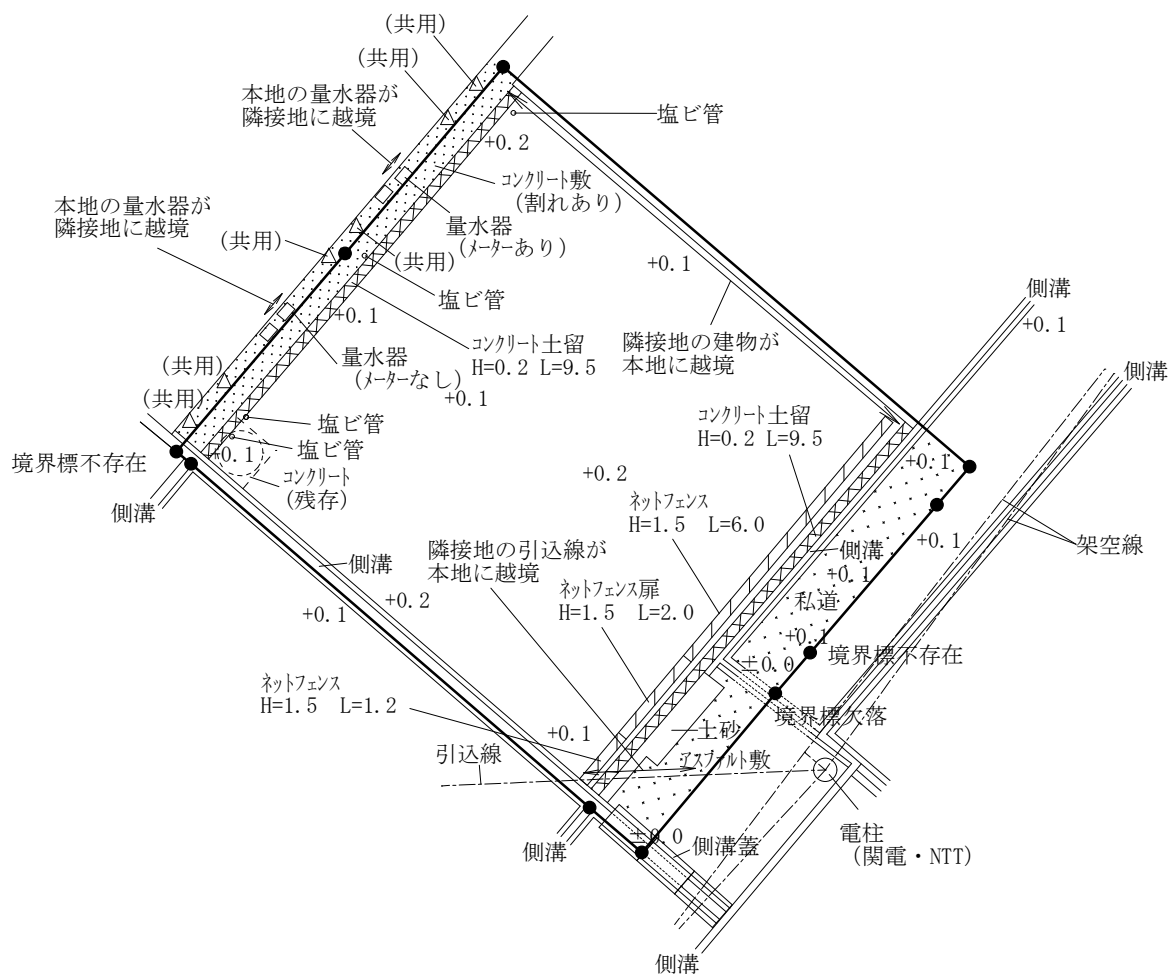 (共用)
(共用)
本地の量水器が
隣接地に越境
塩ビ管
+0.2
コンクリート敷
(割れあり)
本地の量水器が
隣接地に越境
量水器
(メーターあり)
(共用)
(共用)
+0.1
塩ビ管
側溝
+0.1
+0.1
隣接地の建物が
本地に越境
コンクリート土留
H=0.2 L=9.5
量水器
(メーターなし)
(共用)
側溝
+0.1
(共用)
コンクリート土留
H=0.2 L=9.5
塩ビ管
塩ビ管
境界標不存在
+0.1
コンクリート
(残存)
+0.1
+0.2
側溝
ネットフェンス
H=1.5 L=6.0
架空線
+0.1
側溝
隣接地の引込線が
本地に越境
側溝
+0.1
ネットフェンス扉
H=1.5 L=2.0
私道
+0.2
+0.1
+0.1
境界標不存在
±0.0
ネットフェンス
H=1.5 L=1.2
境界標欠落
+0.1
土砂
引込線
アスファルト敷
±0.0
電柱
(関電・NTT)
側溝
側溝蓋
側溝